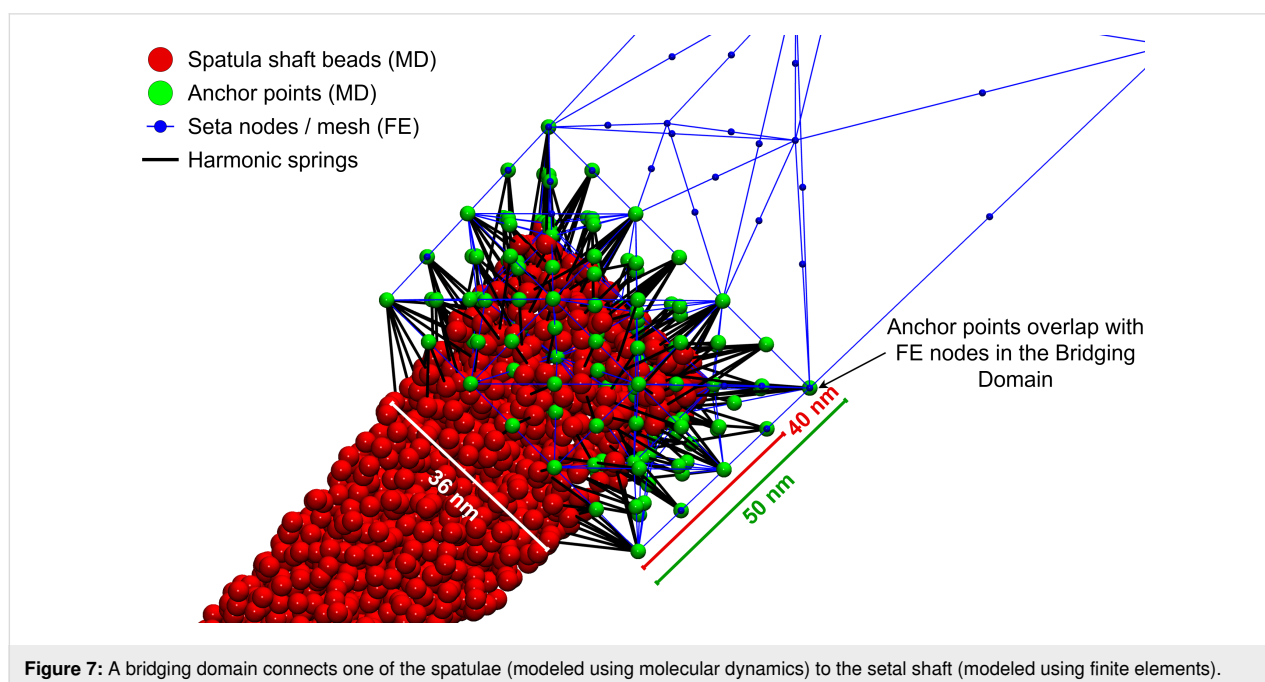 Spatula shaft beads (MD)
Anchor points (MD)
Seta nodes / mesh (FE)
Harmonic springs
Anchor points overlap with
FE nodes in the Bridging
Domain
40 nm
50 nm
36 nm
Figure 7: A bridging domain connects one of the spatulae (modeled using molecular dynamics) to the setal shaft (modeled using finite elements).